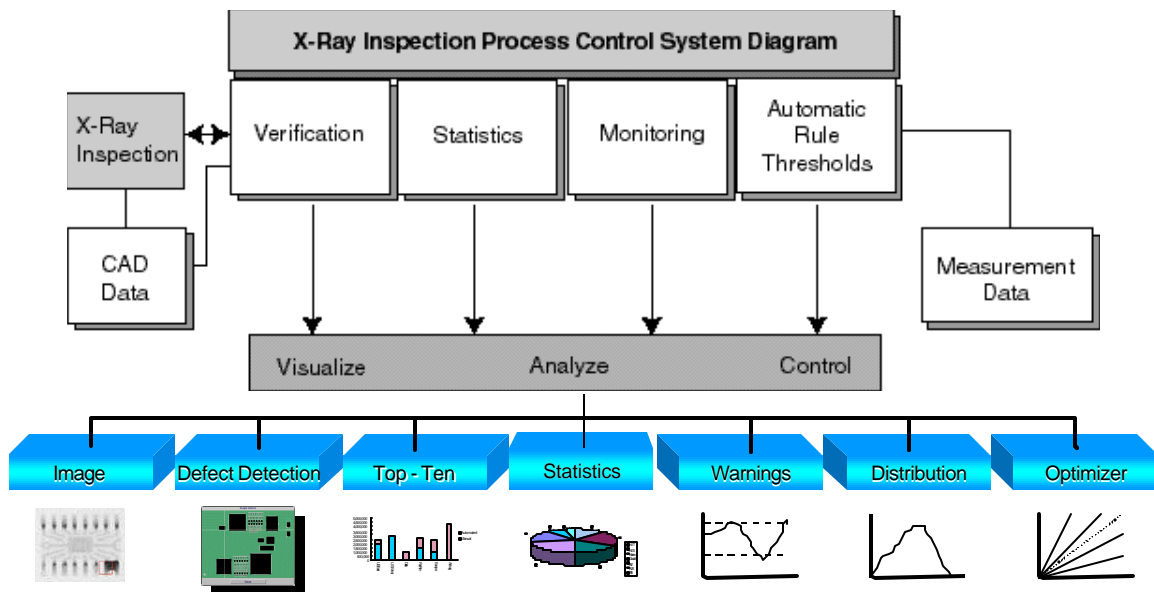 X-Ray Inspection Process Control System Diagram
X-Ray
Inspection
Verification
Statistics
Monitoring
Automatic
Rule
Thresholds
CAD
Data
Measurement
Data
Visualize
Analyze
Control
Image
Defect Detection
Top - Ten
Statistics
Warnings
Distribution
Optimizer